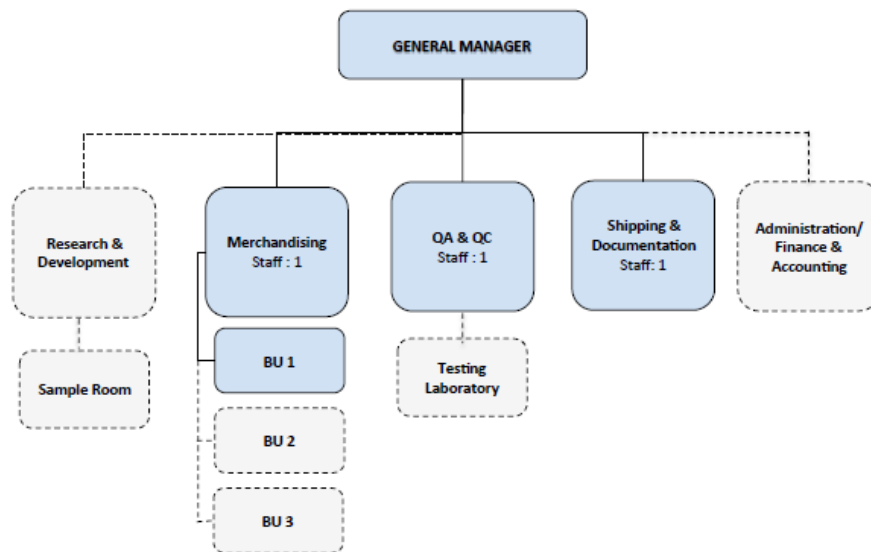 GENERAL MANAGER
Research &
Development
Merchandising
Staff : 1
QA & QC
Staff : 1
Shipping &
Documentation
Staff: 1
Administration/
Finance &
Accounting
Sample Room
BU 1
Testing
Laboratory
BU 2
BU 3